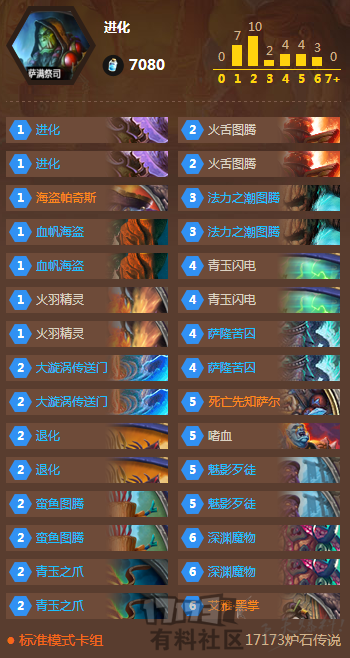 进化
萨满祭司
7080
0 7 10 2 4 4 3 0
0 1 2 3 4 5 6 7+
1 进化
1 进化
1 海盗帕奇斯
1 血帆海盗
1 血帆海盗
1 火羽精灵
1 火羽精灵
2 大漩涡传送门
2 大漩涡传送门
2 退化
2 退化
2 蛮鱼图腾
2 蛮鱼图腾
2 青玉之爪
2 青玉之爪
2 火舌图腾
2 火舌图腾
3 法力之潮图腾
3 法力之潮图腾
4 青玉闪电
4 青玉闪电
4 萨隆苦囚
4 萨隆苦囚
5 死亡先知萨尔
5 嗜血
5 魅影歹徒
5 魅影歹徒
6 深渊魔物
6 深渊魔物
6 艾雅·黑掌
17173
有料社区
标准模式卡组
17173炉石传说